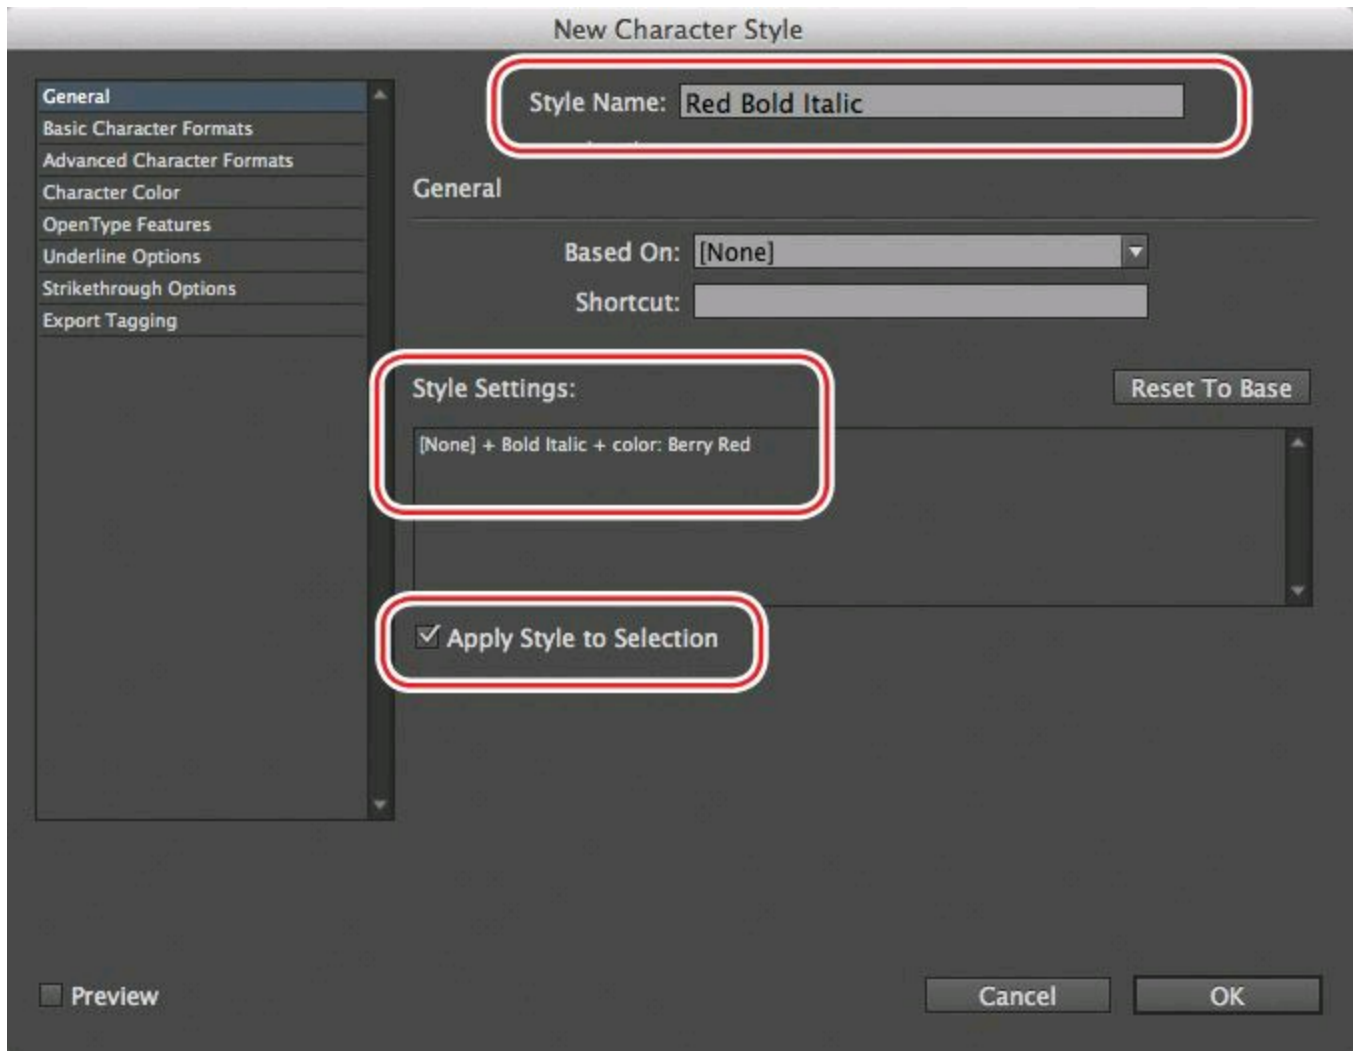 New Character Style
General
Basic Character Formats
Advanced Character Formats
Character Color
OpenType Features
Underline Options
Strikethrough Options
Export Tagging
Style Name: Red Bold Italic
General
Based On: [None]
Shortcut:
Style Settings:
Reset To Base
[None] + Bold Italic + color: Berry Red
Apply Style to Selection
Preview
Cancel
OK